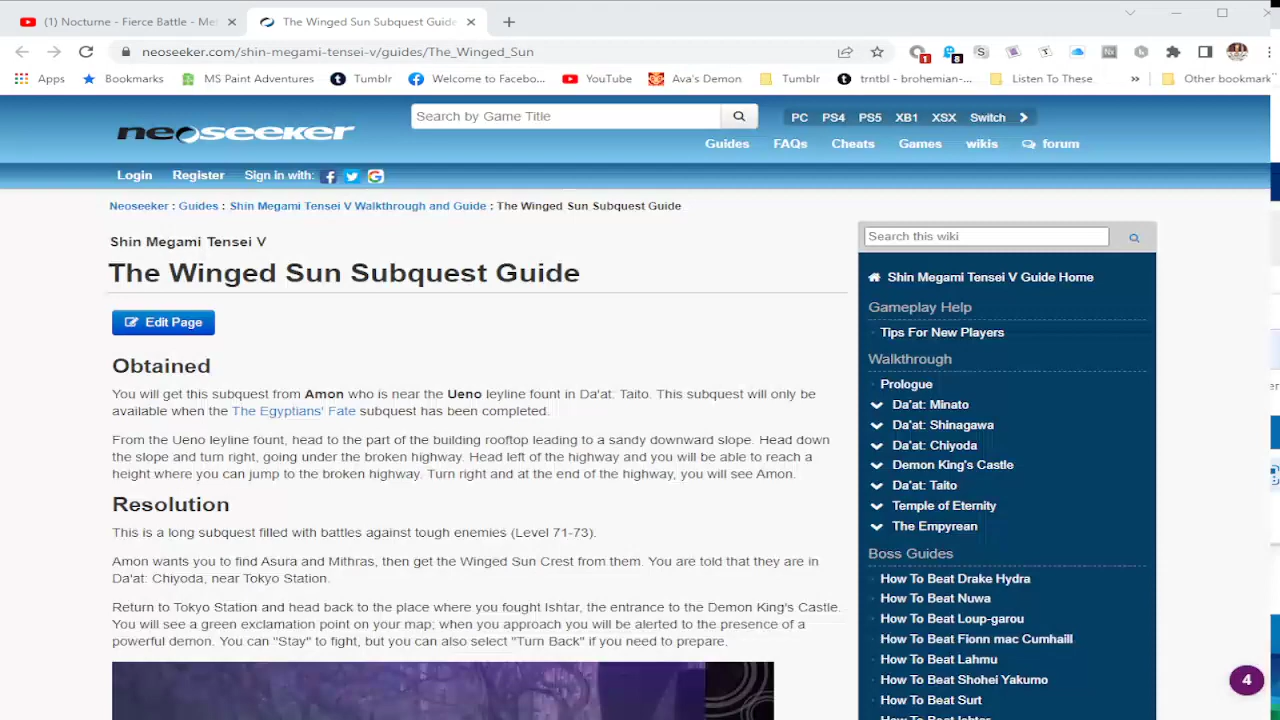 (1) Nocturne - Fierce Battle - Me
The Winged Sun Subquest Guide
neoseeker.com/shin-megami-tensei-v/guides/The_Winged_Sun
1
8
Apps Bookmarks MS Paint Adventures Tumblr Welcome to Facebo... YouTube Ava's Demon Tumblr trntbl - brohemian-... Listen To These » Other bookmark
neoseeker
Search by Game Title
PC PS4 PS5 XB1 XSX Switch
Guides FAQs Cheats Games wikis forum
Login Register Sign in with:
Neoseeker : Guides : Shin Megami Tensei V Walkthrough and Guide : The Winged Sun Subquest Guide
Shin Megami Tensei V
The Winged Sun Subquest Guide
Edit Page
Obtained
You will get this subquest from Amon who is near the Ueno leyline fount in Da'at: Taito. This subquest will only be
available when the The Egyptians' Fate subquest has been completed.
From the Ueno leyline fount, head to the part of the building rooftop leading to a sandy downward slope. Head down
the slope and turn right, going under the broken highway. Head left of the highway and you will be able to reach a
height where you can jump to the broken highway. Turn right and at the end of the highway, you will see Amon.
Resolution
This is a long subquest filled with battles against tough enemies (Level 71-73).
Amon wants you to find Asura and Mithras, then get the Winged Sun Crest from them. You are told that they are in
Da'at: Chiyoda, near Tokyo Station.
Return to Tokyo Station and head back to the place where you fought Ishtar, the entrance to the Demon King's Castle.
You will see a green exclamation point on your map; when you approach you will be alerted to the presence of a
powerful demon. You can "Stay" to fight, but you can also select "Turn Back" if you need to prepare.
Search this wiki
Shin Megami Tensei V Guide Home
Gameplay Help
Tips For New Players
Walkthrough
Prologue
Da'at: Minato
Da'at: Shinagawa
Da'at: Chiyoda
Demon King's Castle
Da'at: Taito
Temple of Eternity
The Empyrean
Boss Guides
How To Beat Drake Hydra
How To Beat Nuwa
How To Beat Loup-garou
How To Beat Fionn mac Cumhaill
How To Beat Lahmu
How To Beat Shohei Yakumo
How To Beat Surt
How To Beat Ishtar
4